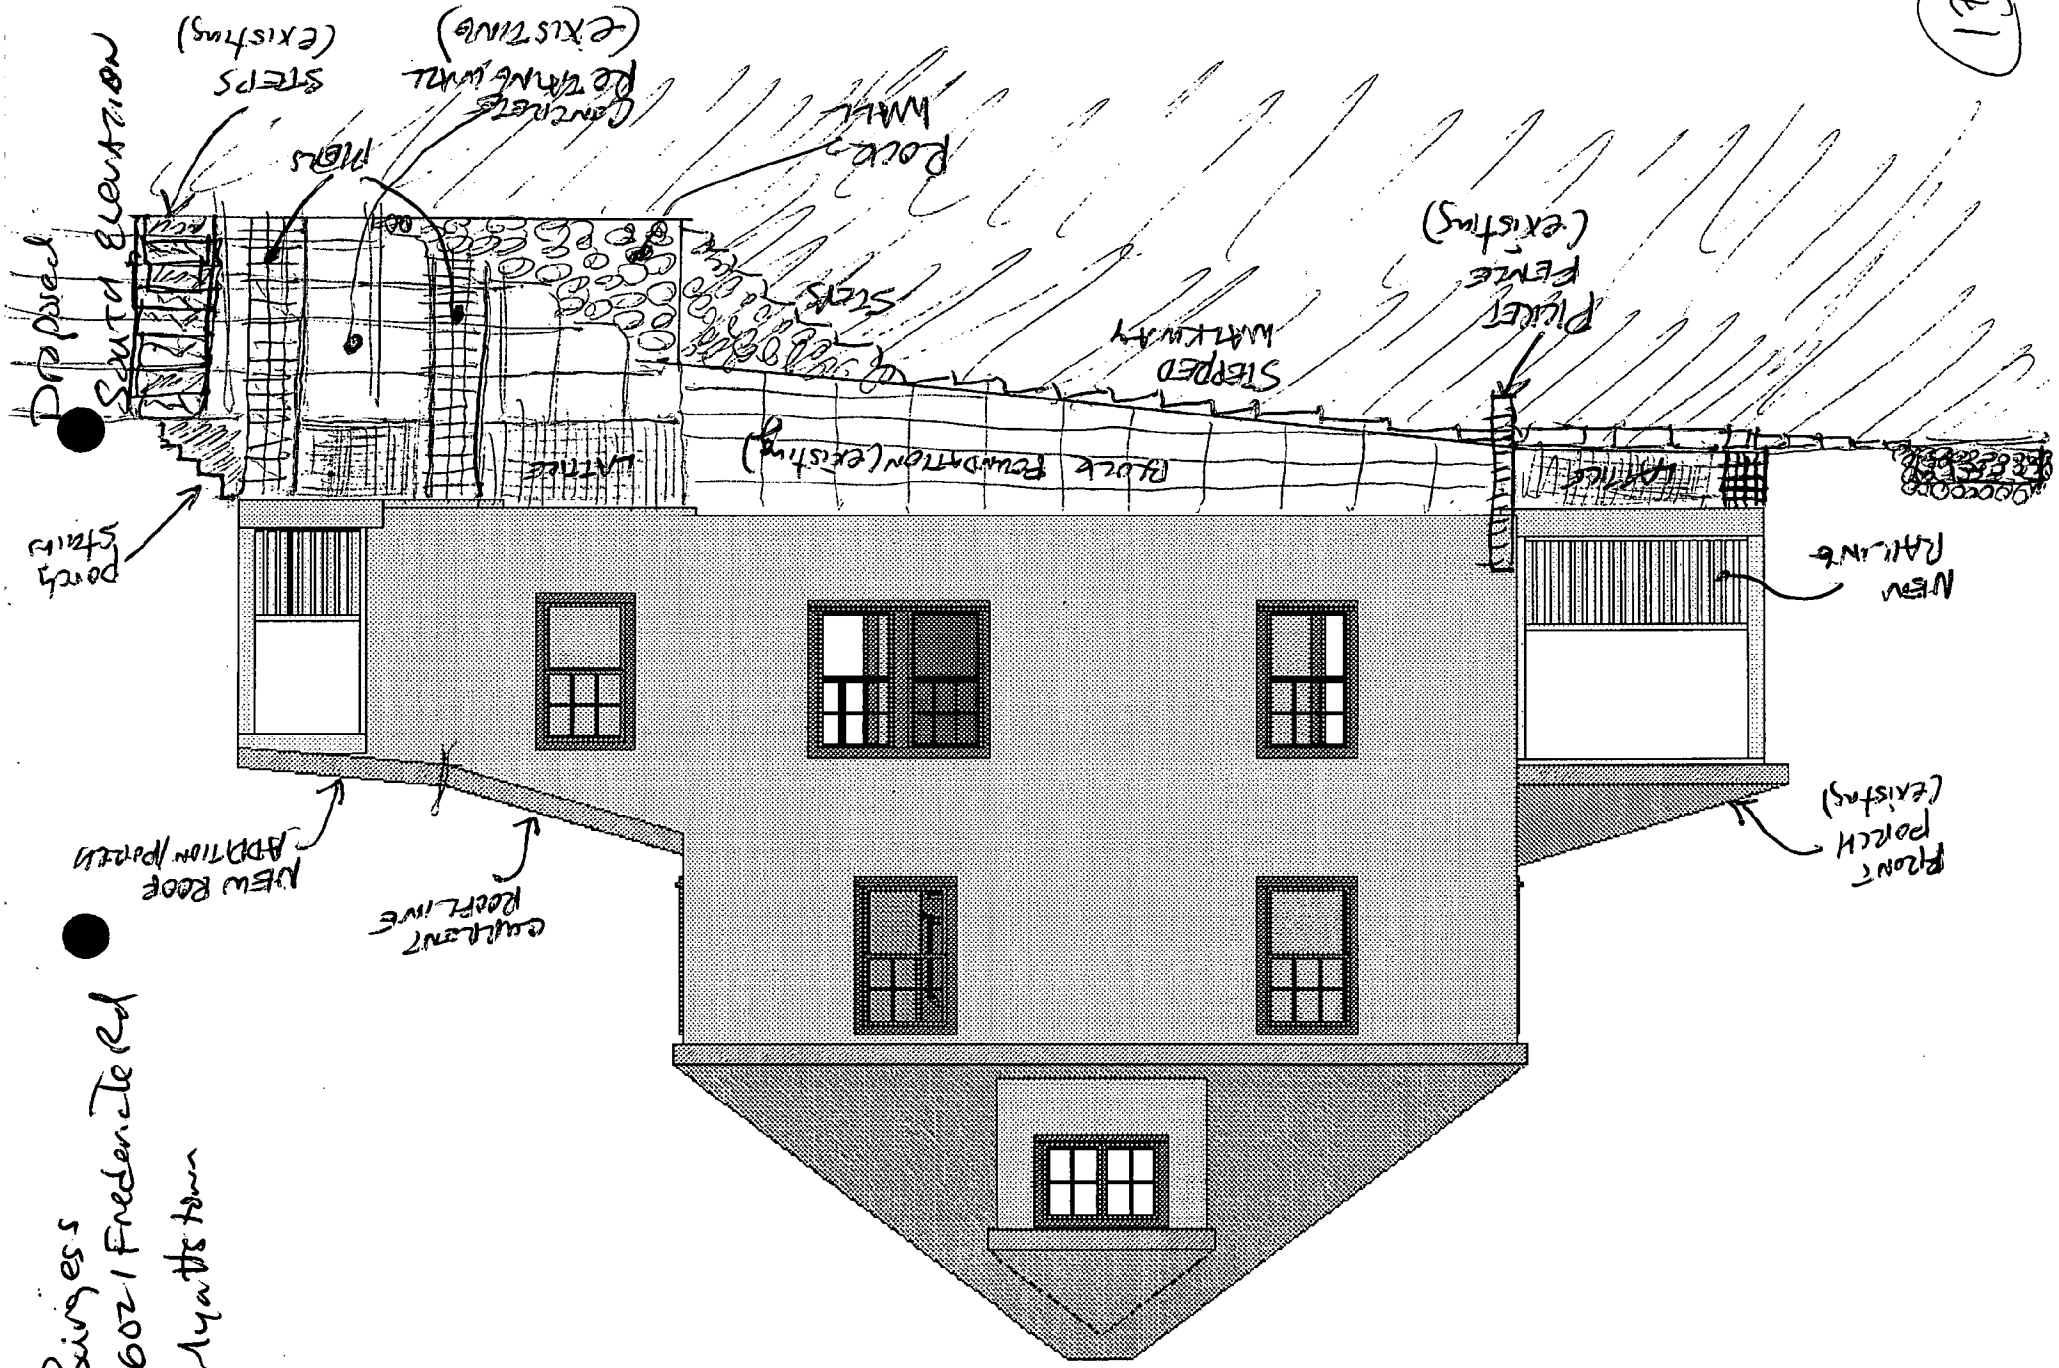 Proposed
South Elevation
6021 Frederick Rd
STEPS
(existing)
CONCRETE
RETAINING WALL
(EXISTING)
PIERS
ROCK
WALL
STEPS
STEPPED
WALKWAY
PICKET
FENCE
(existing)
porch
stairs
LATTICE
BLOCK FOUNDATION (existing)
LATTICE
NEW
RAILING
FRONT
PORCH
(existing)
NEW ROOF
ADDITION/PORCH
CURRENT
ROOFLINE